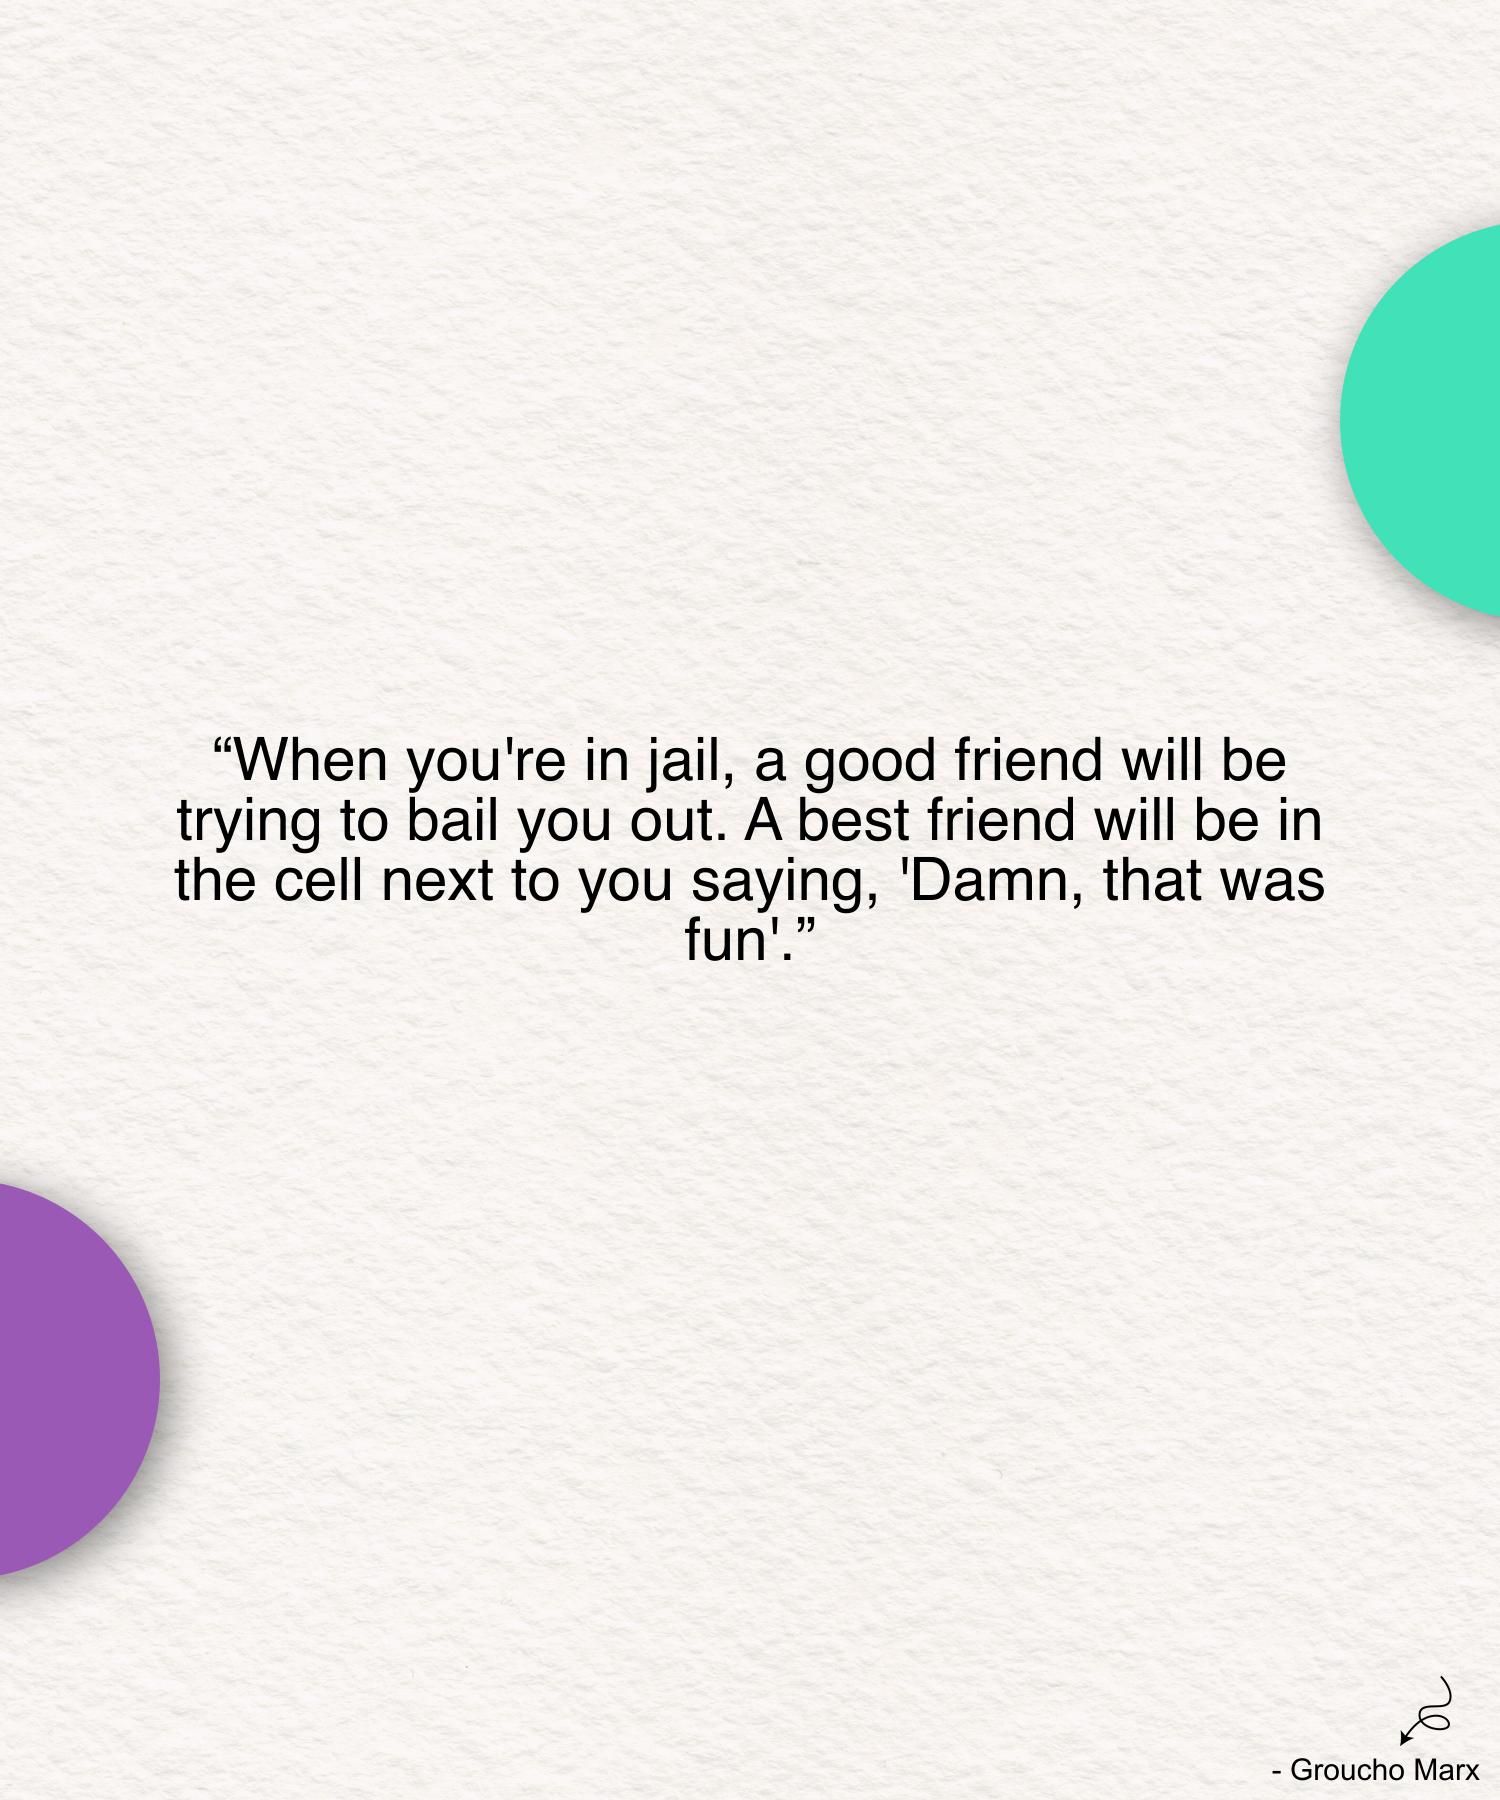 “When you're in jail, a good friend will be
trying to bail you out. A best friend will be in
the cell next to you saying, 'Damn, that was
fun'.”
- Groucho Marx